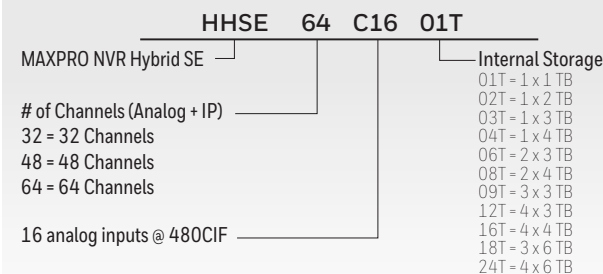 HHSE 64 C16 01T
MAXPRO NVR Hybrid SE
# of Channels (Analog + IP)
32 = 32 Channels
48 = 48 Channels
64 = 64 Channels
16 analog inputs @ 480CIF
Internal Storage
01T = 1 x 1 TB
02T = 1 x 2 TB
03T = 1 x 3 TB
04T = 1 x 4 TB
06T = 2 x 3 TB
08T = 2 x 4 TB
09T = 3 x 3 TB
12T = 4 x 3 TB
16T = 4 x 4 TB
18T = 3 x 6 TB
24T = 4 x 6 TB